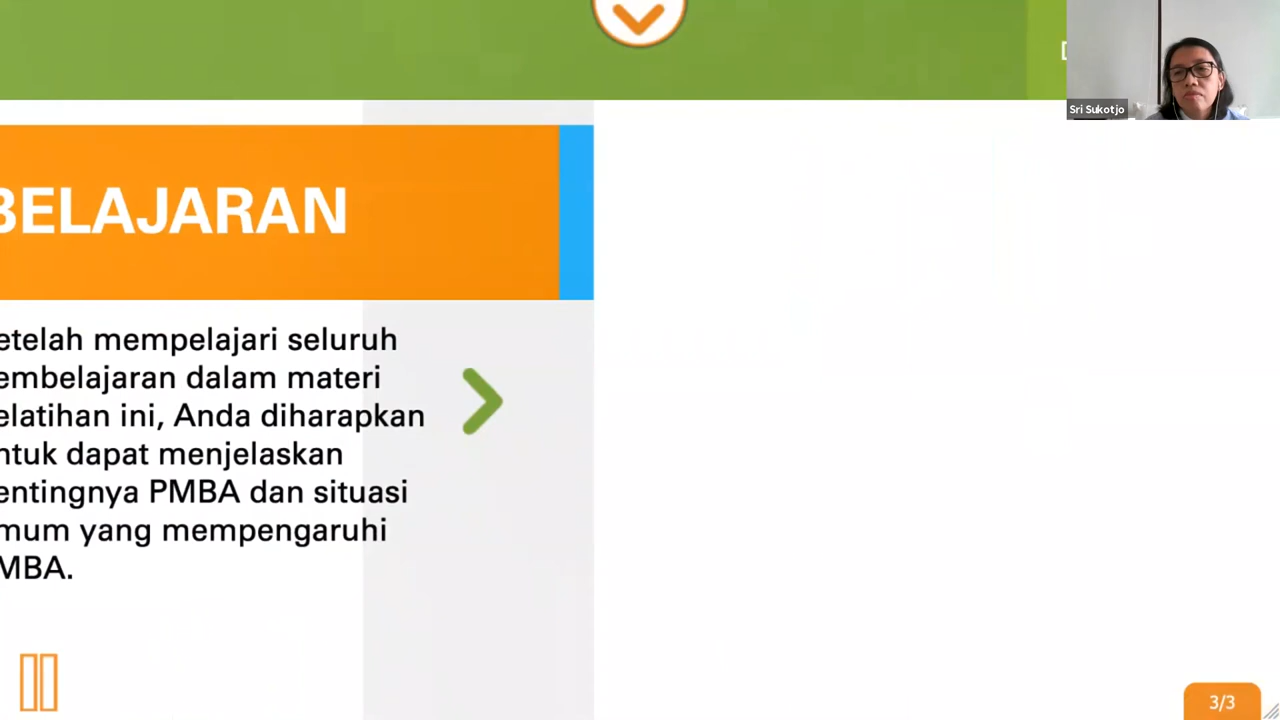 Sri Sukotjo
BELAJARAN
etelah mempelajari seluruh
embelajaran dalam materi
elatihan ini, Anda diharapkan
ntuk dapat menjelaskan
entingnya PMBA dan situasi
mum yang mempengaruhi
MBA.
3/3